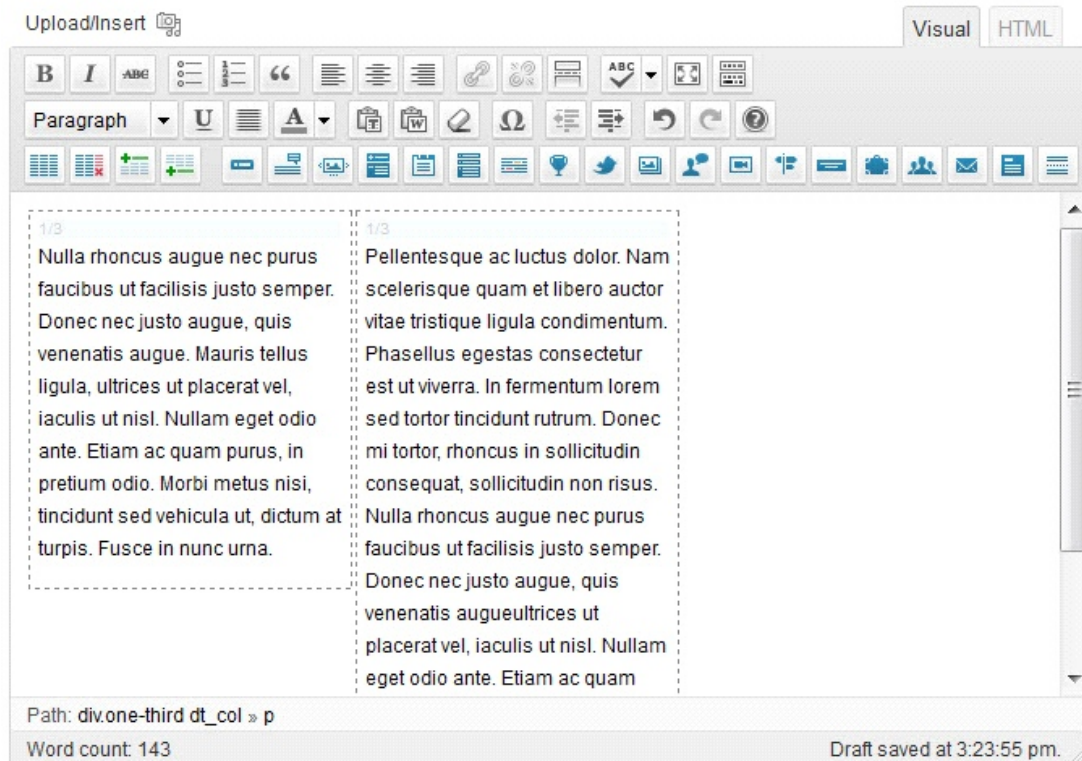 Upload/Insert
Visual HTML
B I ABC ABC
Paragraph U A T W Ω
1/3
Nulla rhoncus augue nec purus
faucibus ut facilisis justo semper.
Donec nec justo augue, quis
venenatis augue. Mauris tellus
ligula, ultrices ut placerat vel,
iaculis ut nisl. Nullam eget odio
ante. Etiam ac quam purus, in
pretium odio. Morbi metus nisi,
tincidunt sed vehicula ut, dictum at
turpis. Fusce in nunc urna.
1/3
Pellentesque ac luctus dolor. Nam
scelerisque quam et libero auctor
vitae tristique ligula condimentum.
Phasellus egestas consectetur
est ut viverra. In fermentum lorem
sed tortor tincidunt rutrum. Donec
mi tortor, rhoncus in sollicitudin
consequat, sollicitudin non risus.
Nulla rhoncus augue nec purus
faucibus ut facilisis justo semper.
Donec nec justo augue, quis
venenatis augueultrices ut
placerat vel, iaculis ut nisl. Nullam
eget odio ante. Etiam ac quam
Path: div.one-third dt_col » p
Word count: 143
Draft saved at 3:23:55 pm.